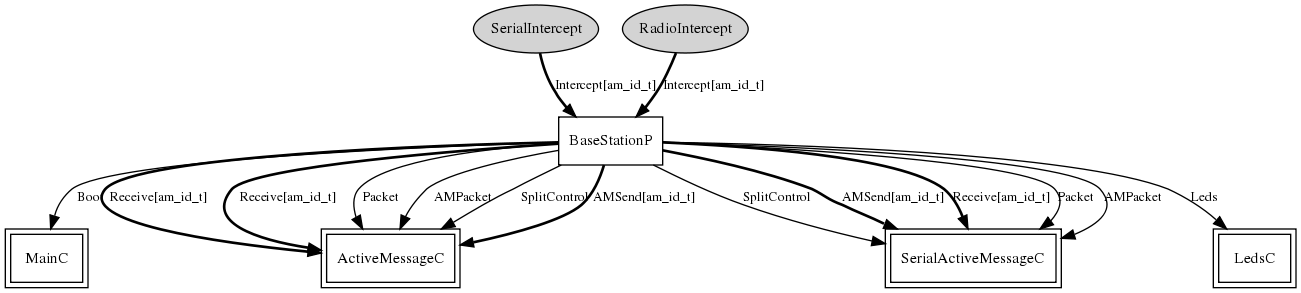 SerialIntercept
RadioIntercept
Intercept[am_id_t]
Intercept[am_id_t]
BaseStationP
Boo
Receive[am_id_t]
Receive[am_id_t]
Packet
AMPacket
SplitControl
AMSend[am_id_t]
SplitControl
AMSend[am_id_t]
Receive[am_id_t]
Packet
AMPacket
Leds
MainC
ActiveMessageC
SerialActiveMessageC
LedsC